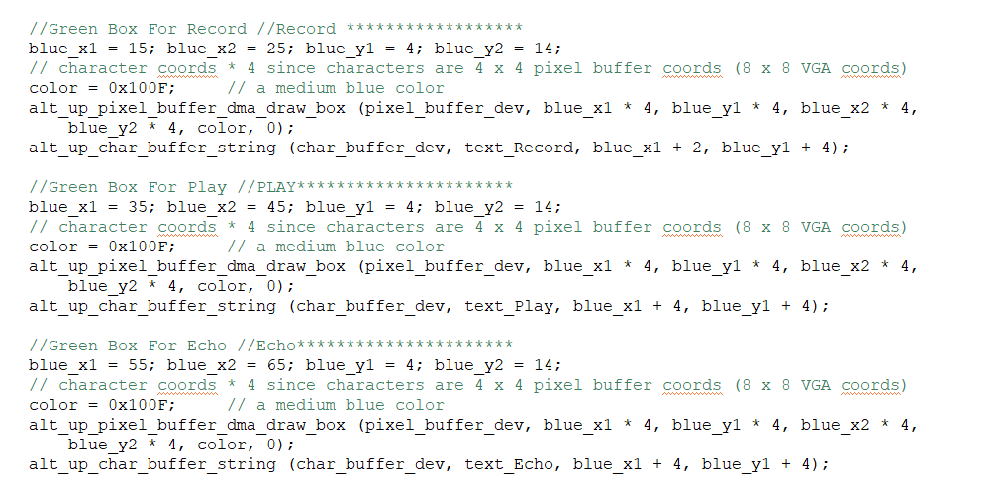 //Green Box For Record //Record ******************
blue_x1 = 15; blue_x2 = 25; blue_y1 = 4; blue_y2 = 14;
// character coords * 4 since characters are 4 x 4 pixel buffer coords (8 x 8 VGA coords)
color = 0x100F;     // a medium blue color
alt_up_pixel_buffer_dma_draw_box (pixel_buffer_dev, blue_x1 * 4, blue_y1 * 4, blue_x2 * 4,
    blue_y2 * 4, color, 0);
alt_up_char_buffer_string (char_buffer_dev, text_Record, blue_x1 + 2, blue_y1 + 4);

//Green Box For Play //PLAY**********************
blue_x1 = 35; blue_x2 = 45; blue_y1 = 4; blue_y2 = 14;
// character coords * 4 since characters are 4 x 4 pixel buffer coords (8 x 8 VGA coords)
color = 0x100F;     // a medium blue color
alt_up_pixel_buffer_dma_draw_box (pixel_buffer_dev, blue_x1 * 4, blue_y1 * 4, blue_x2 * 4,
    blue_y2 * 4, color, 0);
alt_up_char_buffer_string (char_buffer_dev, text_Play, blue_x1 + 4, blue_y1 + 4);

//Green Box For Echo //Echo**********************
blue_x1 = 55; blue_x2 = 65; blue_y1 = 4; blue_y2 = 14;
// character coords * 4 since characters are 4 x 4 pixel buffer coords (8 x 8 VGA coords)
color = 0x100F;     // a medium blue color
alt_up_pixel_buffer_dma_draw_box (pixel_buffer_dev, blue_x1 * 4, blue_y1 * 4, blue_x2 * 4,
    blue_y2 * 4, color, 0);
alt_up_char_buffer_string (char_buffer_dev, text_Echo, blue_x1 + 4, blue_y1 + 4);